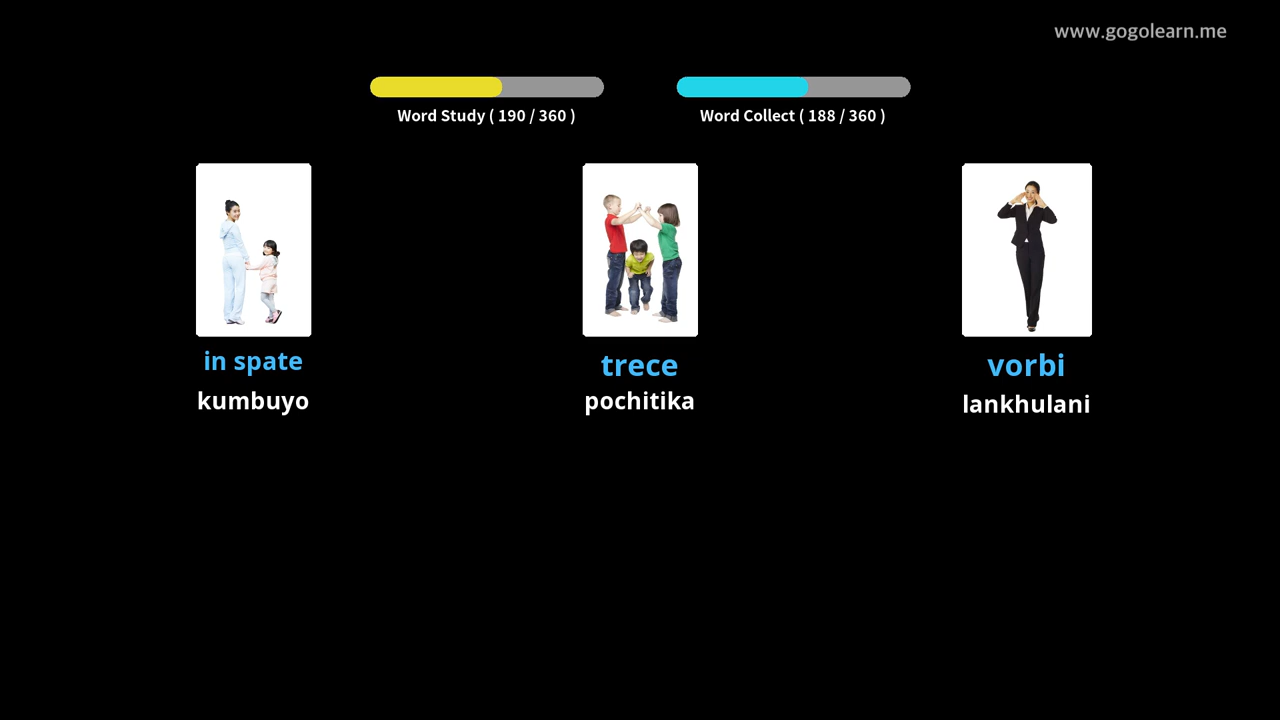 www.gogolearn.me
Word Study ( 190 / 360 )
Word Collect ( 188 / 360 )
in spate
trece
vorbi
kumbuyo
pochitika
lankhulani